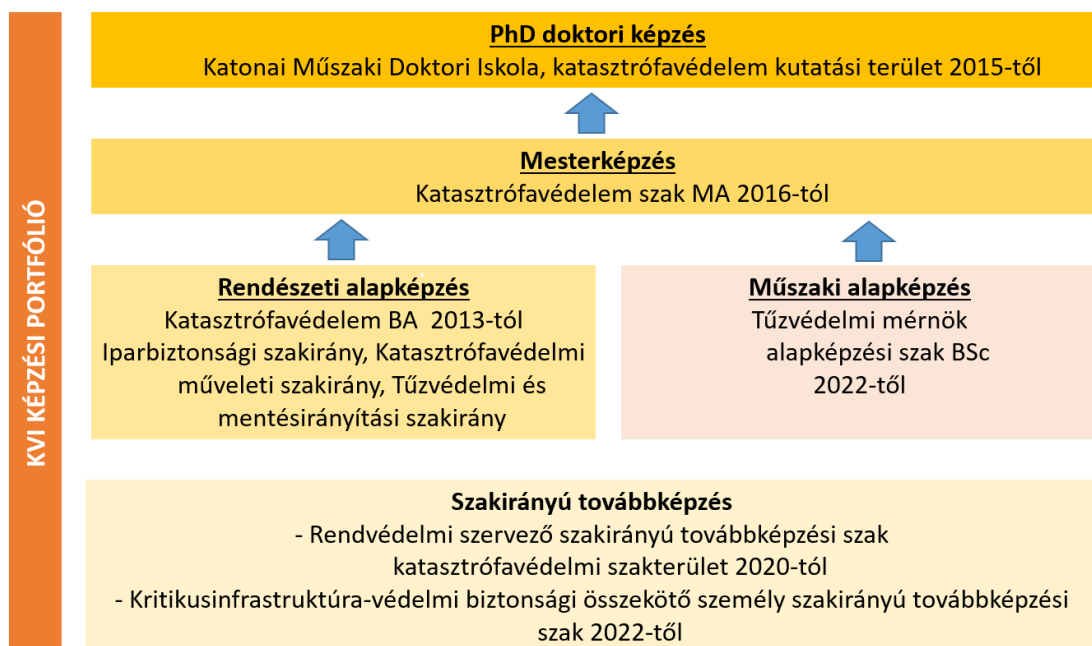 KVI KÉPZÉSI PORTFÓLIÓ
PhD doktori képzés
Katonai Műszaki Doktori Iskola, katasztrófavédelem kutatási terület 2015-től
Mesterképzés
Katasztrófavédelem szak MA 2016-tól
Rendészeti alapképzés
Katasztrófavédelem BA 2013-tól
Iparbiztonsági szakirány, Katasztrófavédelmi
műveleti szakirány, Tűzvédelmi és
mentésirányítási szakirány
Műszaki alapképzés
Tűzvédelmi mérnök
alapképzési szak BSc
2022-től
Szakirányú továbbképzés
- Rendvédelmi szervező szakirányú továbbképzési szak
katasztrófavédelmi szakterület 2020-tól
- Kritikusinfrastruktúra-védelmi biztonsági összekötő személy szakirányú továbbképzési
szak 2022-től